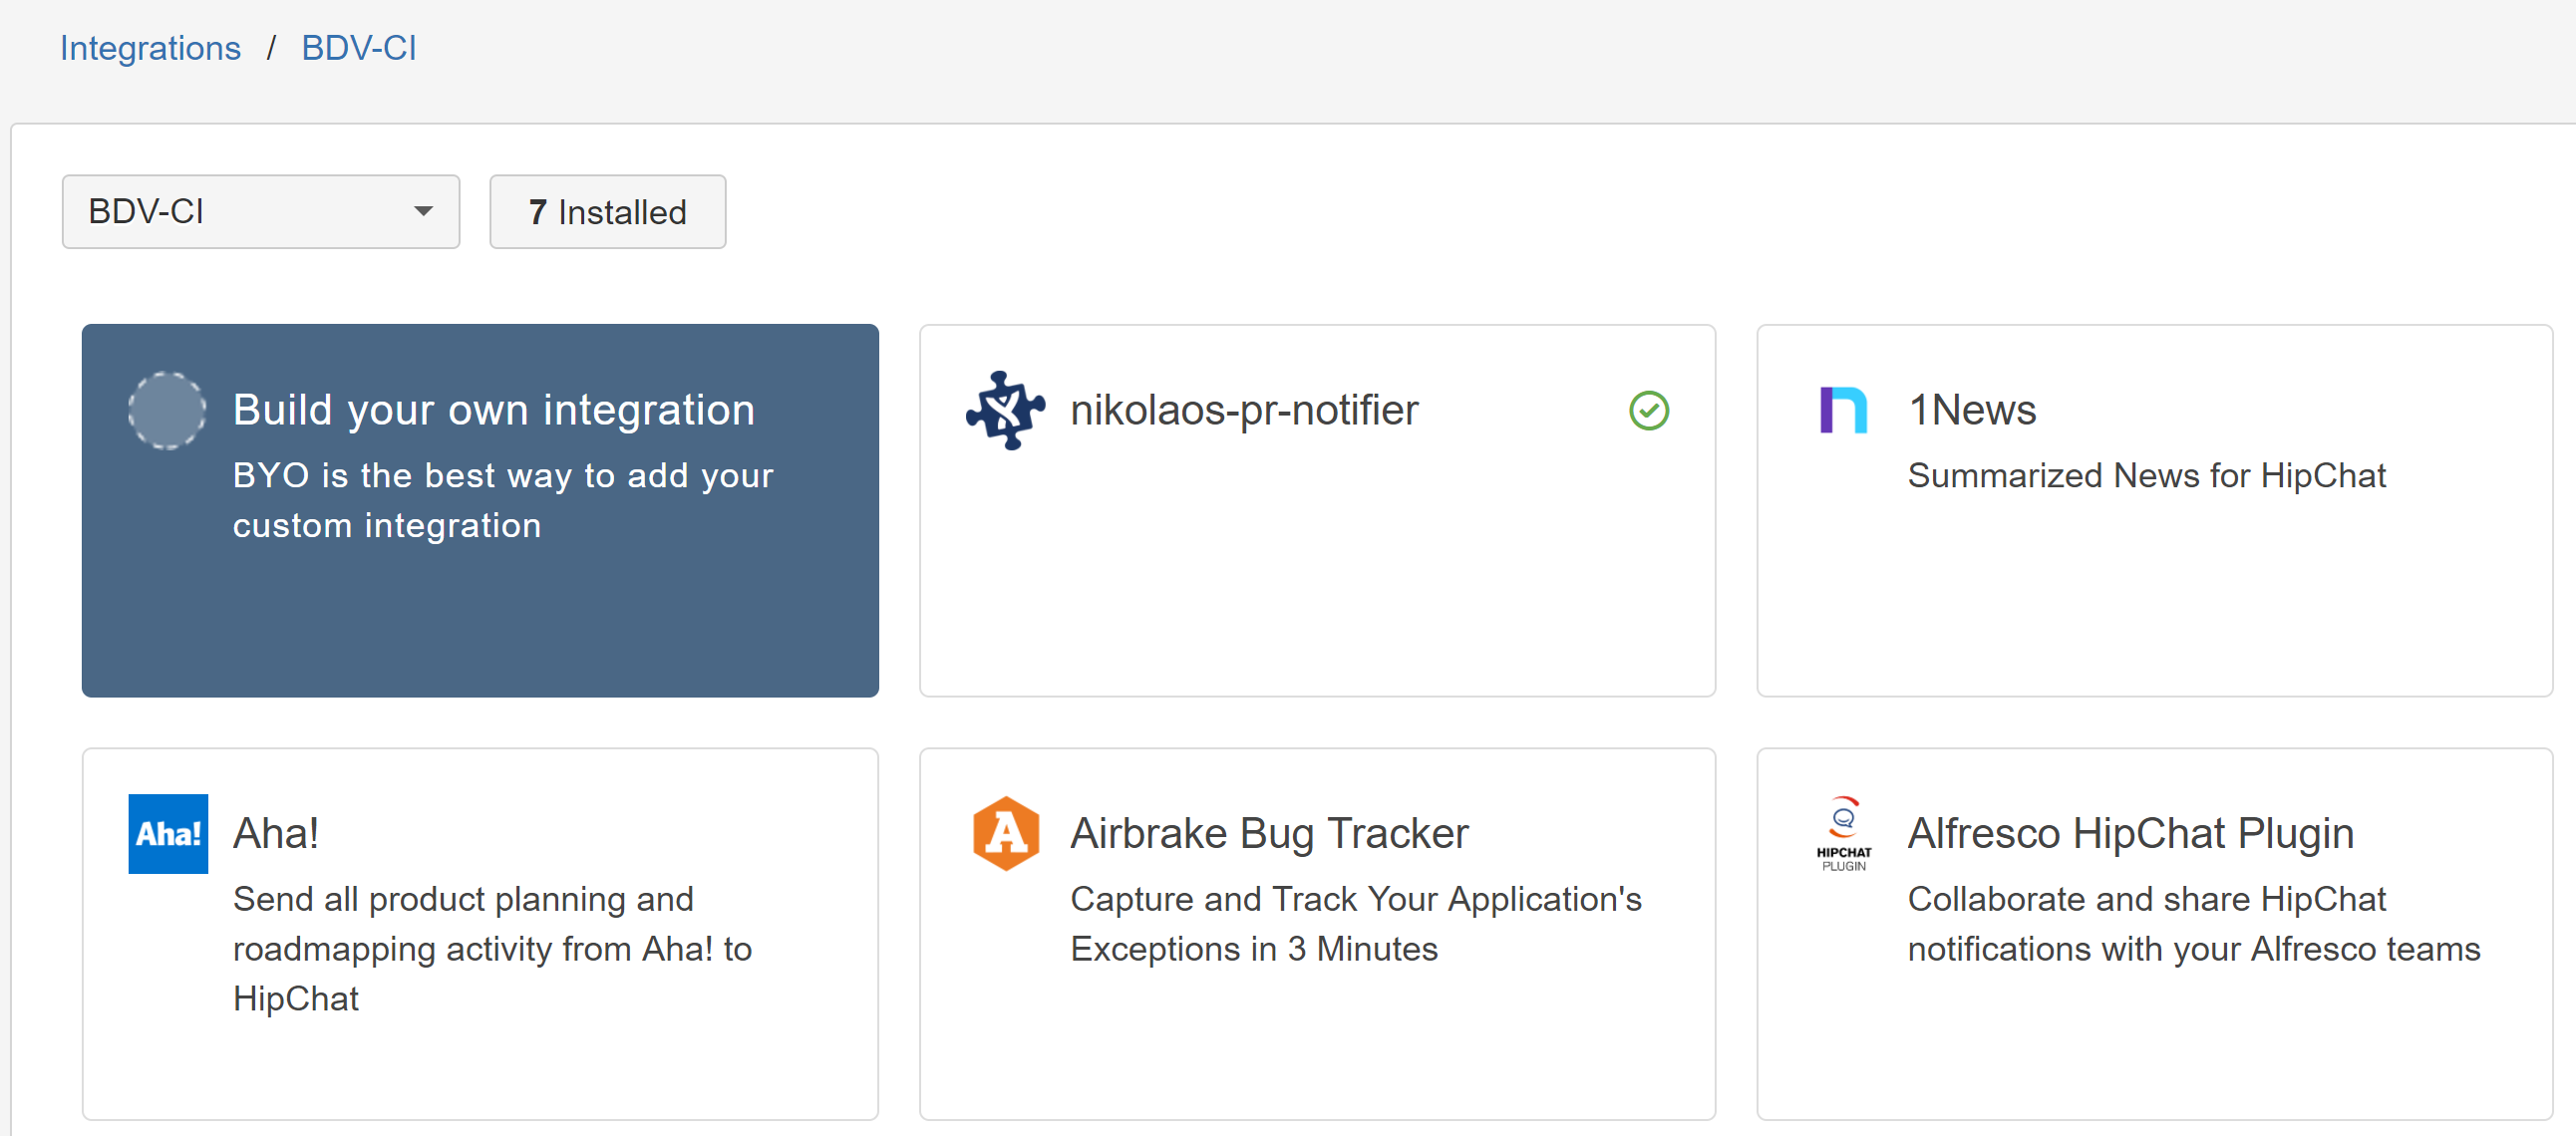 Integrations / BDV-CI
BDV-CI
7 Installed
Build your own integration
BYO is the best way to add your
custom integration
nikolaos-pr-notifier
1News
Summarized News for HipChat
Aha!
Aha!
Send all product planning and
roadmapping activity from Aha! to
HipChat
A
Airbrake Bug Tracker
Capture and Track Your Application's
Exceptions in 3 Minutes
HIPCHAT
PLUGIN
Alfresco HipChat Plugin
Collaborate and share HipChat
notifications with your Alfresco teams